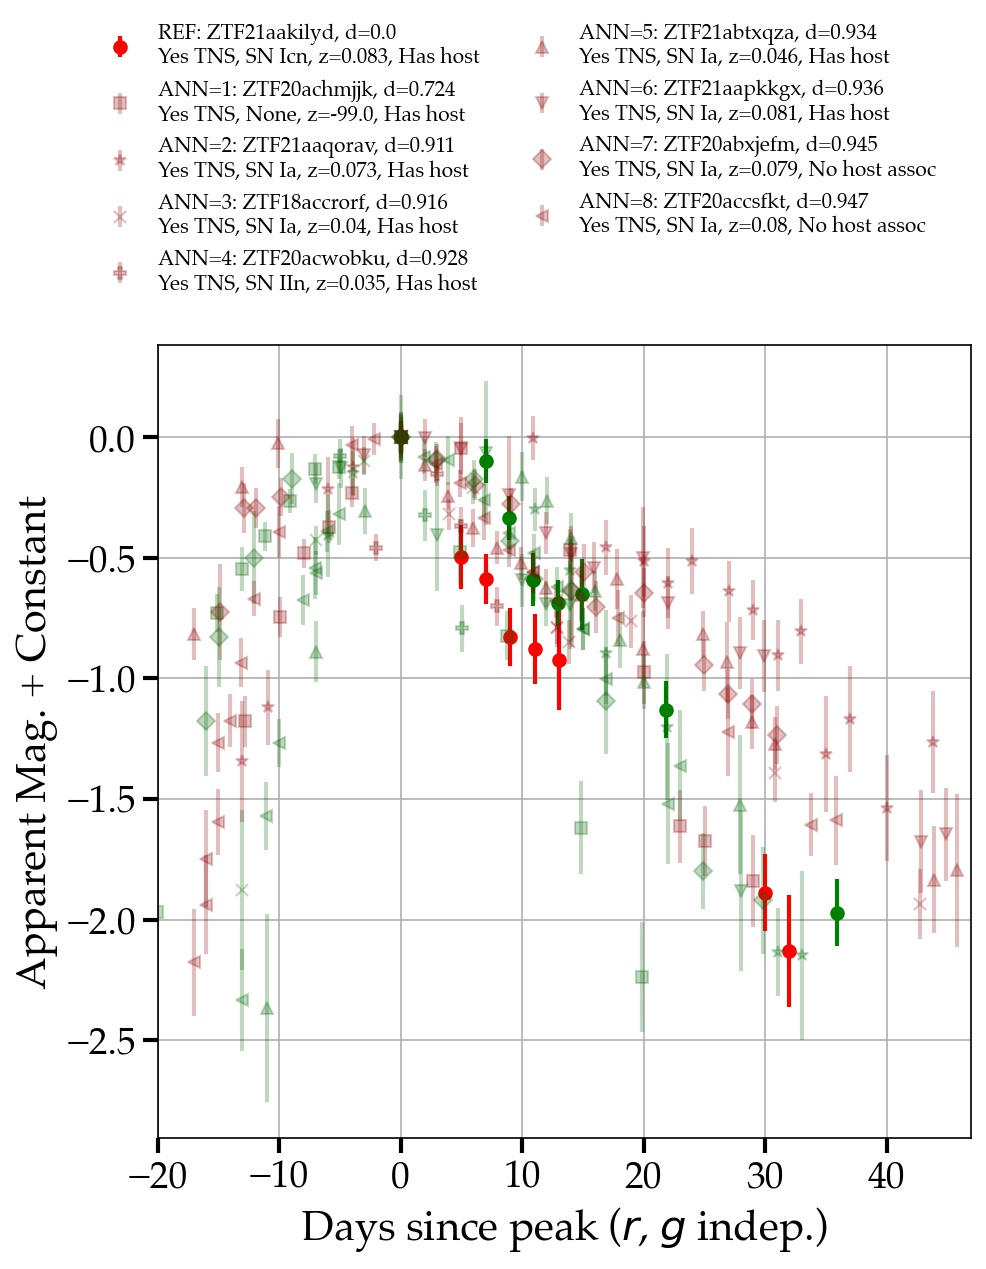 REF: ZTF21aakilyd, d=0.0
Yes TNS, SN Icn, z=0.083, Has host
ANN=1: ZTF20achmjjk, d=0.724
Yes TNS, None, z=-99.0, Has host
ANN=2: ZTF21aaqorav, d=0.911
Yes TNS, SN Ia, z=0.073, Has host
ANN=3: ZTF18accrorf, d=0.916
Yes TNS, SN Ia, z=0.04, Has host
ANN=4: ZTF20acwobku, d=0.928
Yes TNS, SN IIn, z=0.035, Has host
ANN=5: ZTF21abtxqza, d=0.934
Yes TNS, SN Ia, z=0.046, Has host
ANN=6: ZTF21aapkkgx, d=0.936
Yes TNS, SN Ia, z=0.081, Has host
ANN=7: ZTF20abxjefm, d=0.945
Yes TNS, SN Ia, z=0.079, No host assoc
ANN=8: ZTF20accsfkt, d=0.947
Yes TNS, SN Ia, z=0.08, No host assoc
Apparent Mag. + Constant
0.0
−0.5
−1.0
−1.5
−2.0
−2.5
−20 −10 0 10 20 30 40
Days since peak (r, g indep.)